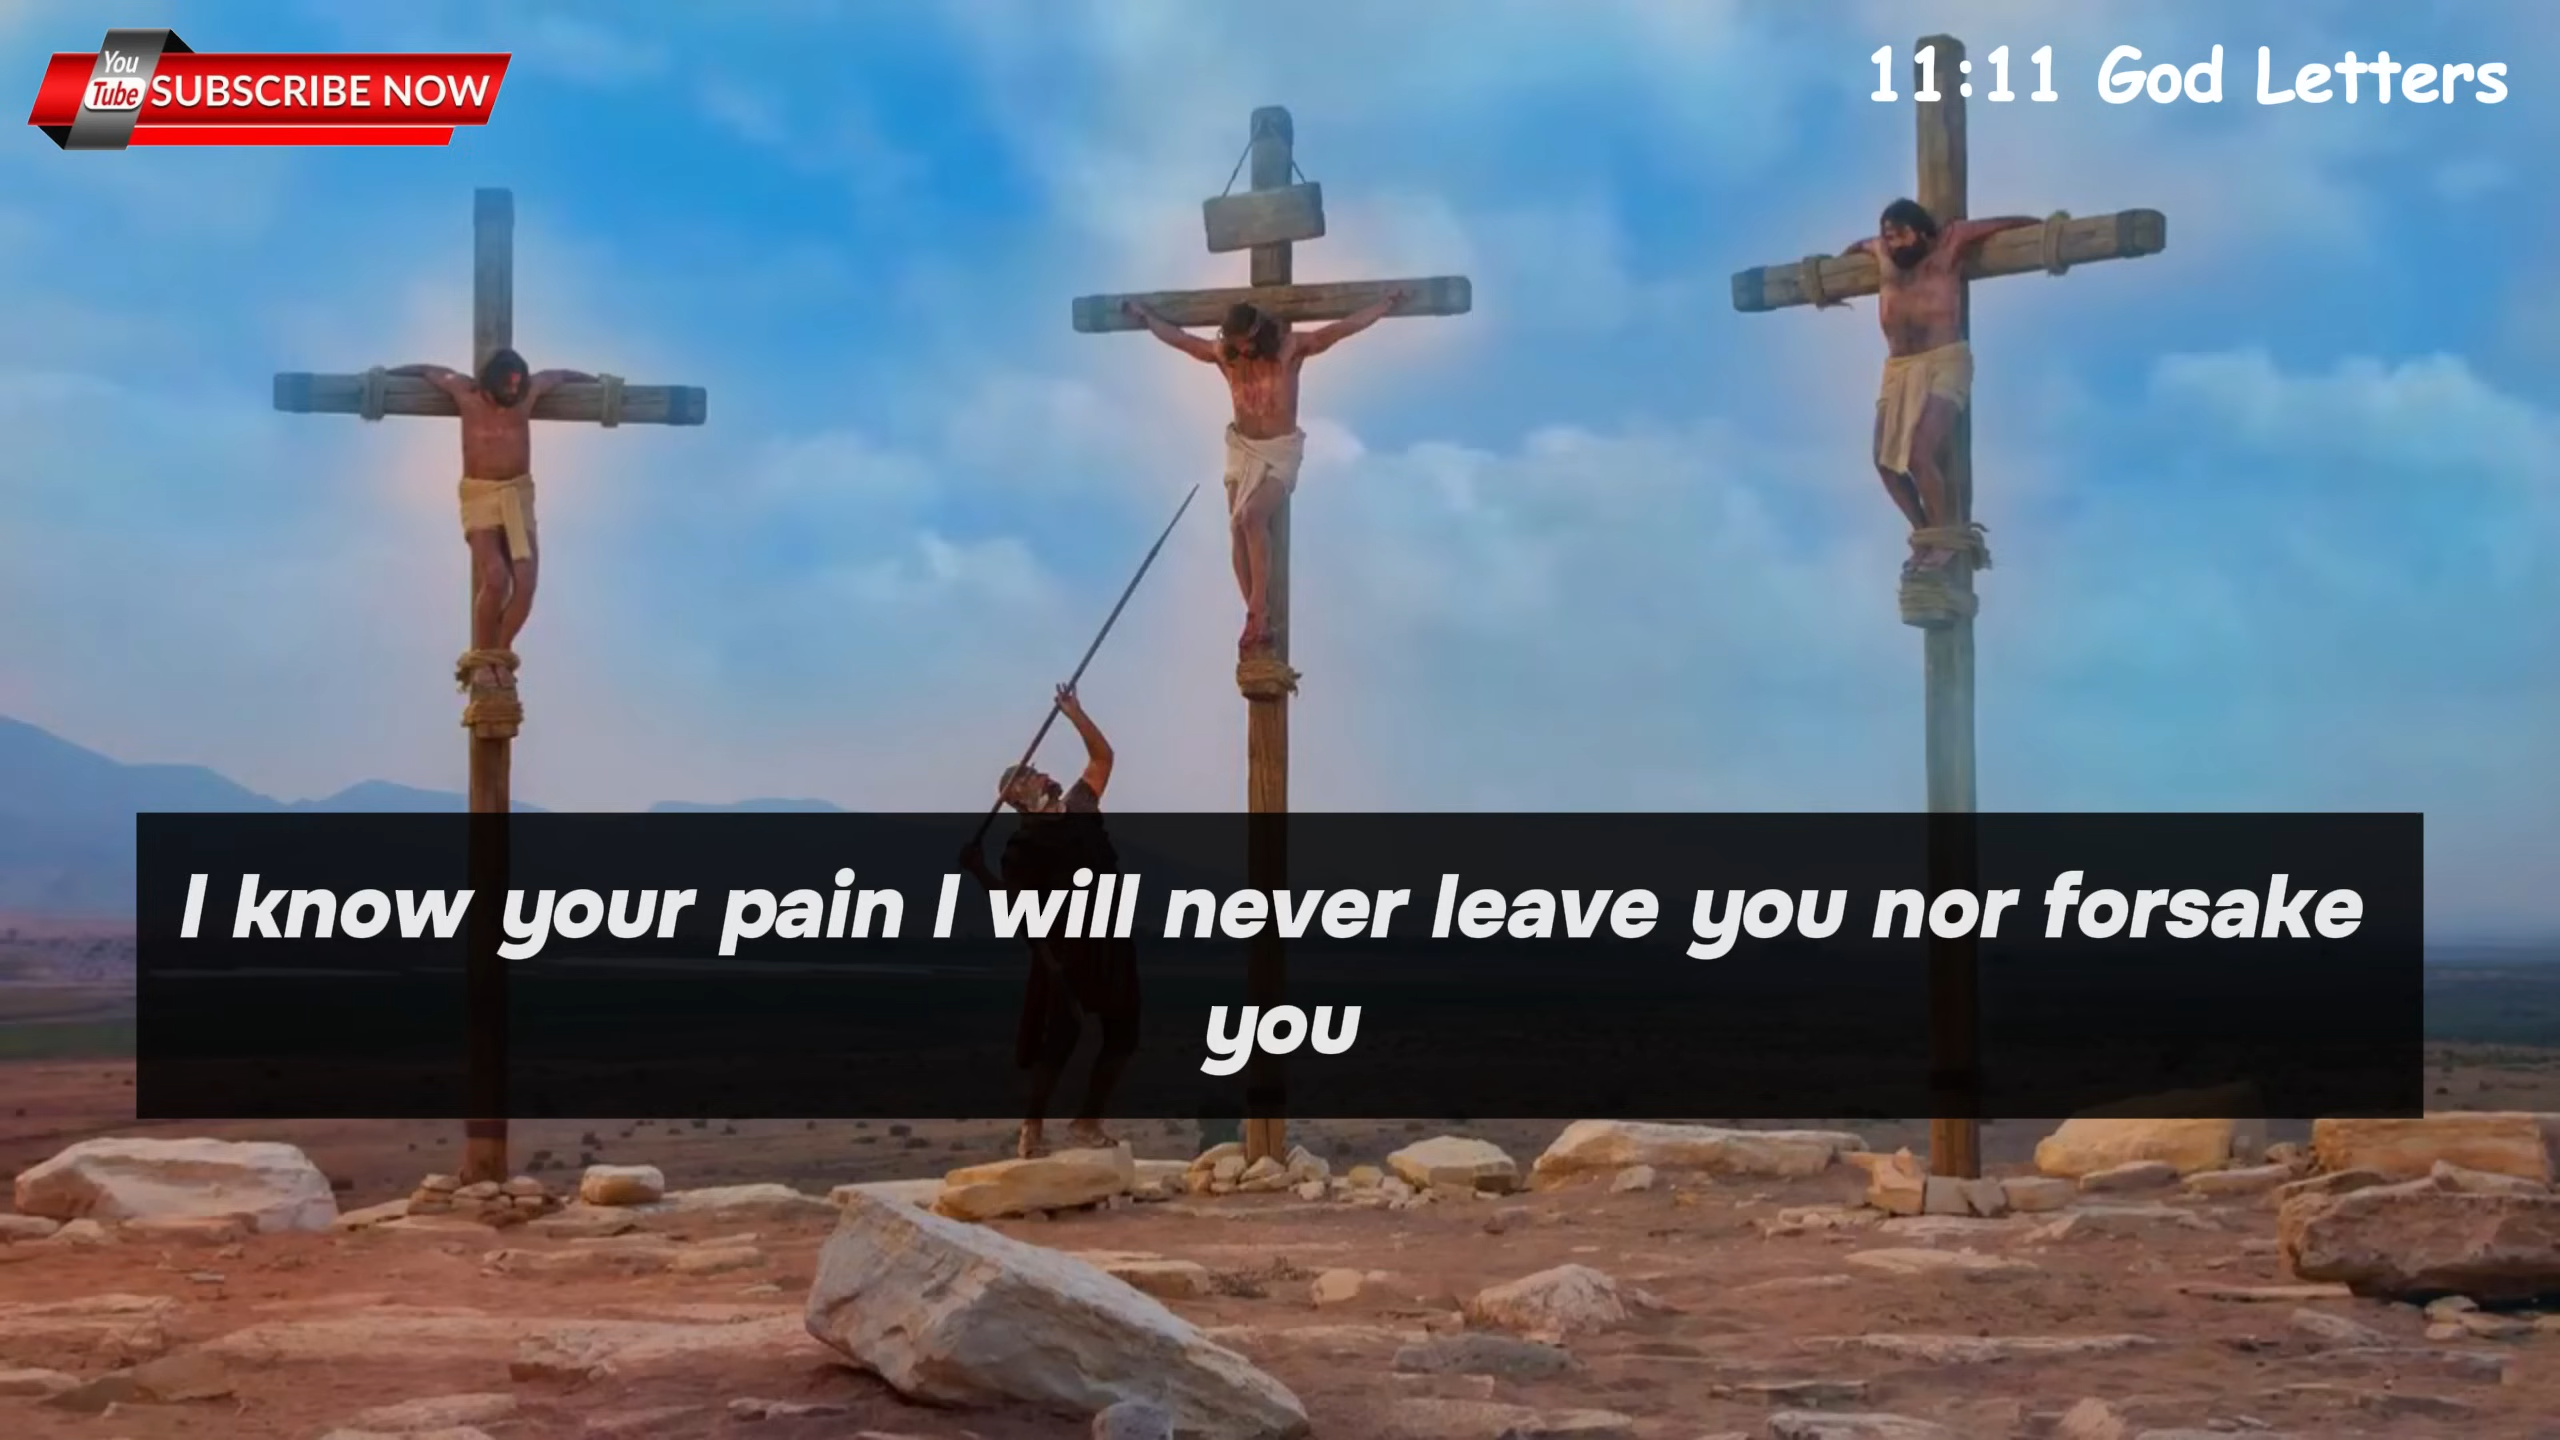 You
Tube
SUBSCRIBE NOW
11:11 God Letters
I know your pain I will never leave you nor forsake
you